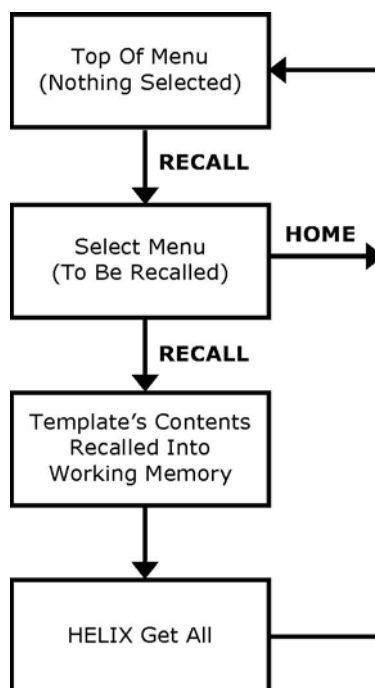 Top Of Menu
(Nothing Selected)
RECALL
Select Menu
(To Be Recalled)
HOME
RECALL
Template's Contents
Recalled Into
Working Memory
HELIX Get All